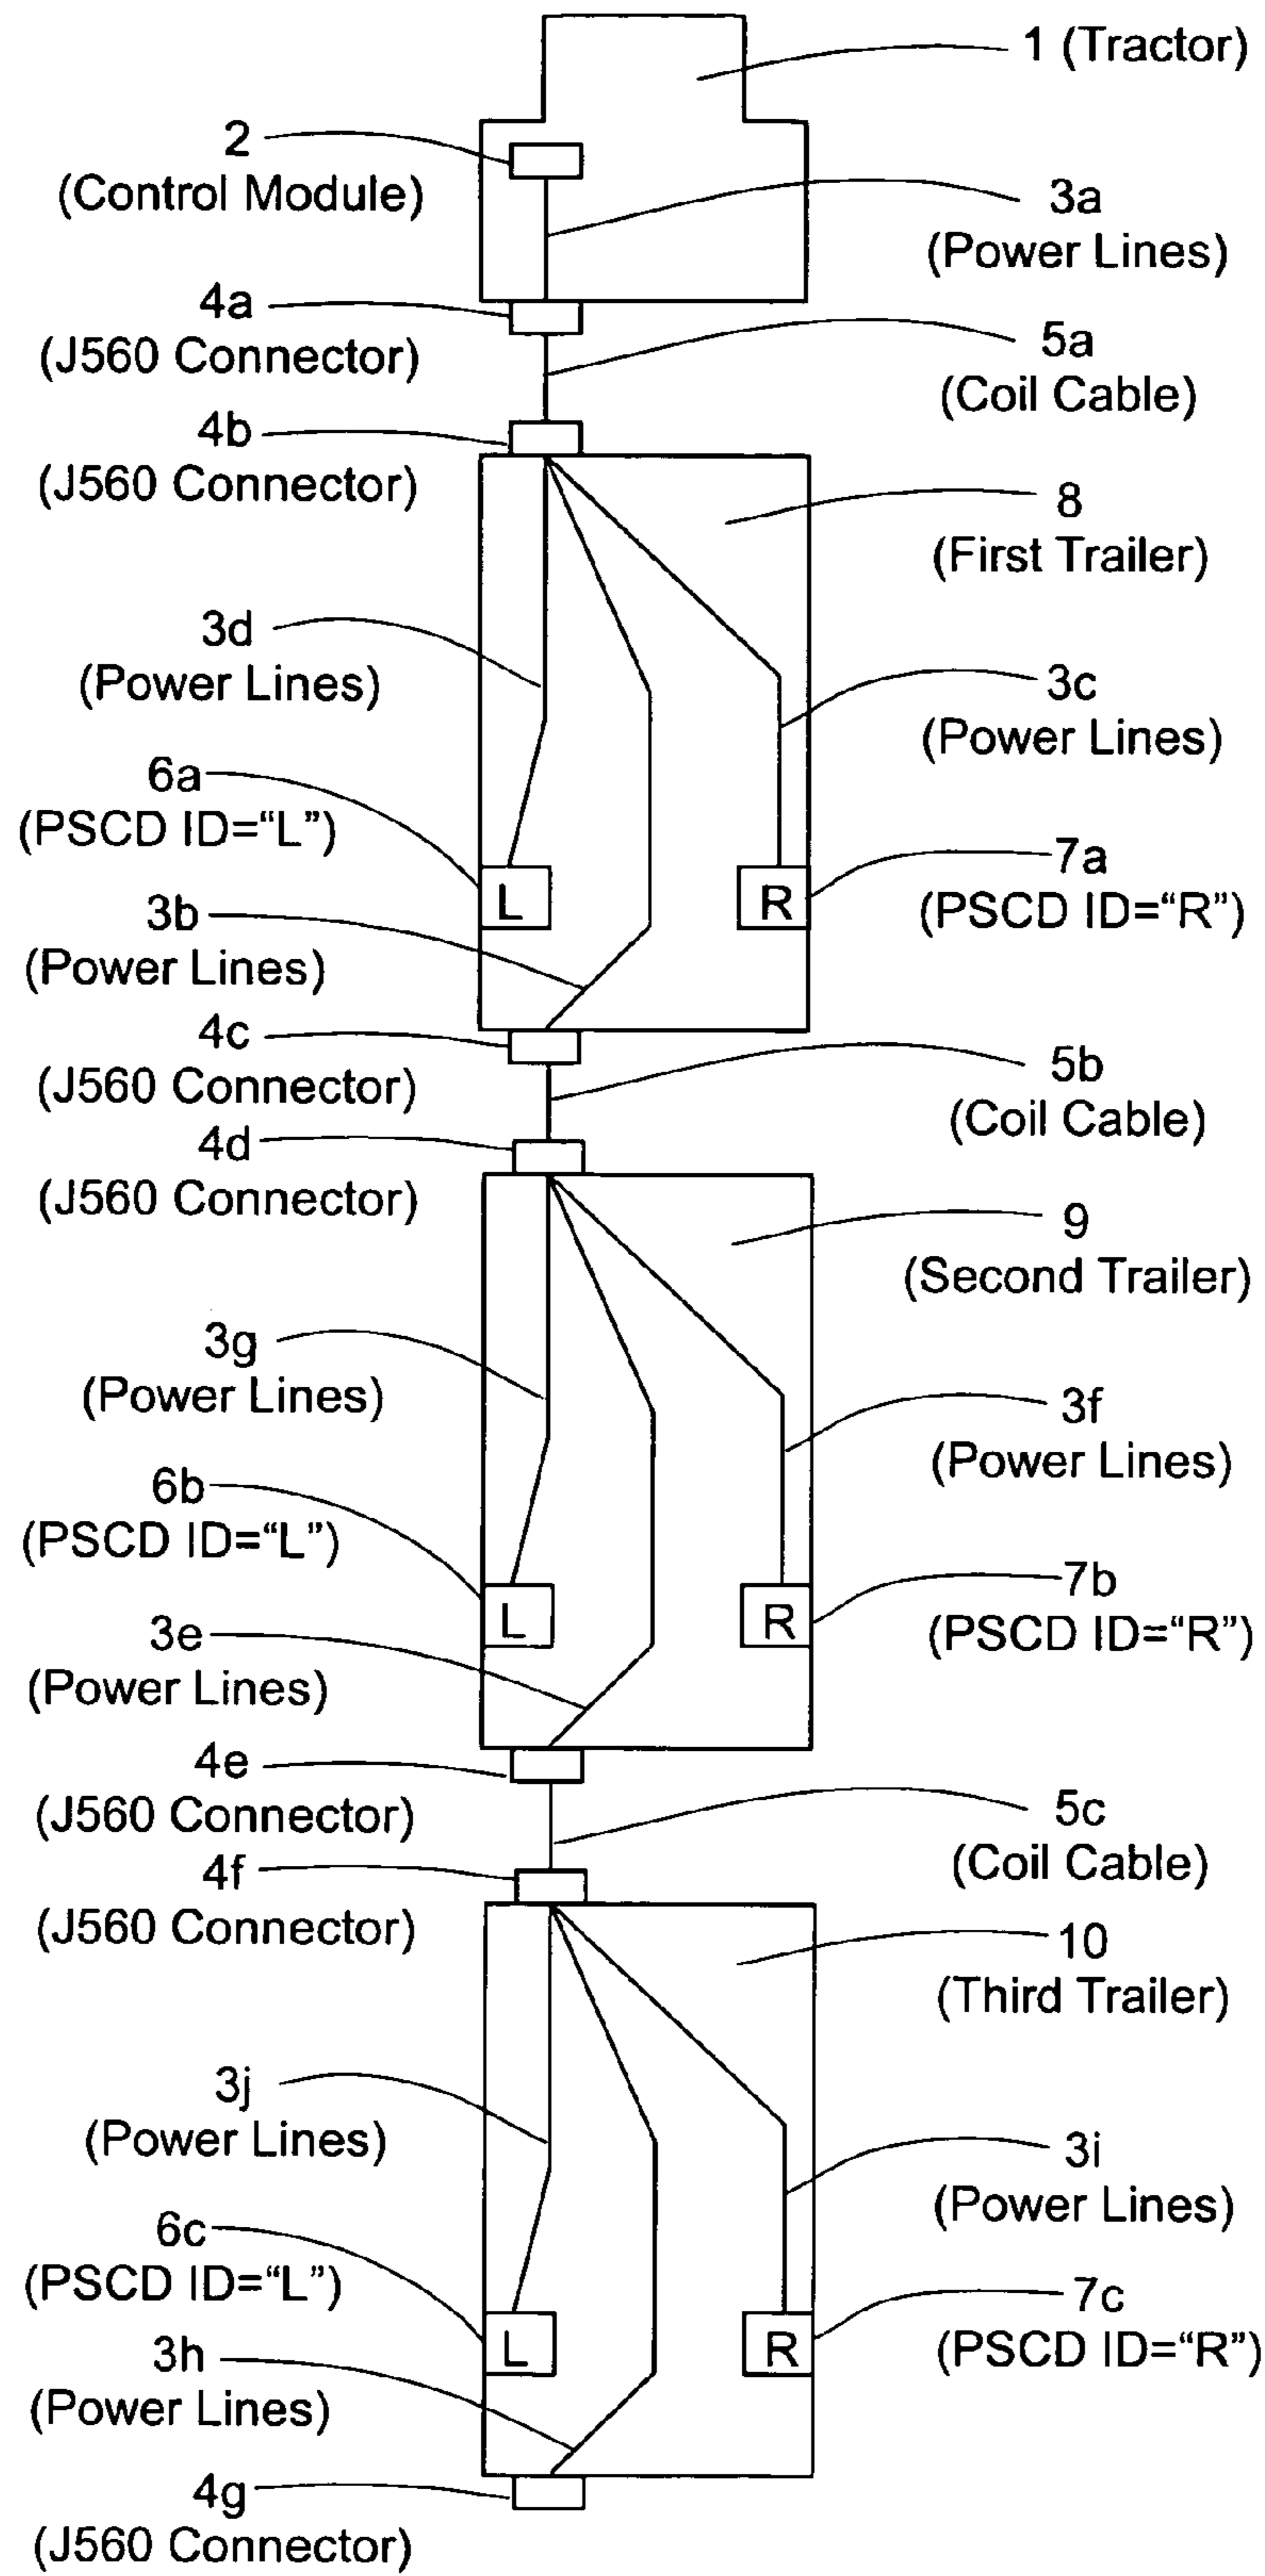 1 (Tractor)
2
(Control Module)
3a
(Power Lines)
4a
(J560 Connector)
5a
(Coil Cable)
4b
(J560 Connector)
8
(First Trailer)
3d
(Power Lines)
3c
(Power Lines)
6a
(PSCD ID=“L”)
7a
(PSCD ID=“R”)
L
R
3b
(Power Lines)
4c
(J560 Connector)
5b
(Coil Cable)
4d
(J560 Connector)
9
(Second Trailer)
3g
(Power Lines)
3f
(Power Lines)
6b
(PSCD ID=“L”)
7b
(PSCD ID=“R”)
L
R
3e
(Power Lines)
4e
(J560 Connector)
5c
(Coil Cable)
4f
(J560 Connector)
10
(Third Trailer)
3j
(Power Lines)
3i
(Power Lines)
6c
(PSCD ID=“L”)
7c
(PSCD ID=“R”)
L
R
3h
(Power Lines)
4g
(J560 Connector)